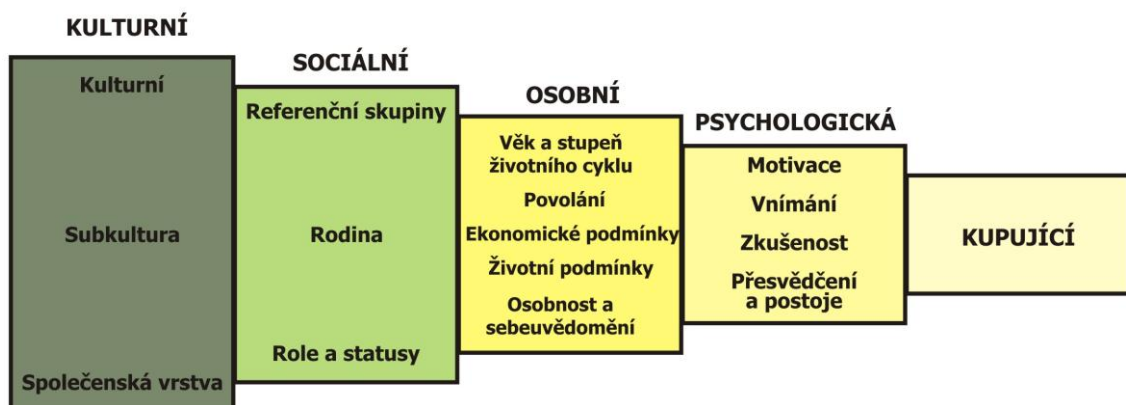 KULTURNÍ
Kulturní
Subkultura
Společenská vrstva
SOCIÁLNÍ
Referenční skupiny
Rodina
Role a statusy
OSOBNÍ
Věk a stupeň
životního cyklu
Povolání
Ekonomické podmínky
Životní podmínky
Osobnost a
sebeuvědomění
PSYCHOLOGICKÁ
Motivace
Vnímání
Zkušenost
Přesvědčení
a postoje
KUPUJÍCÍ